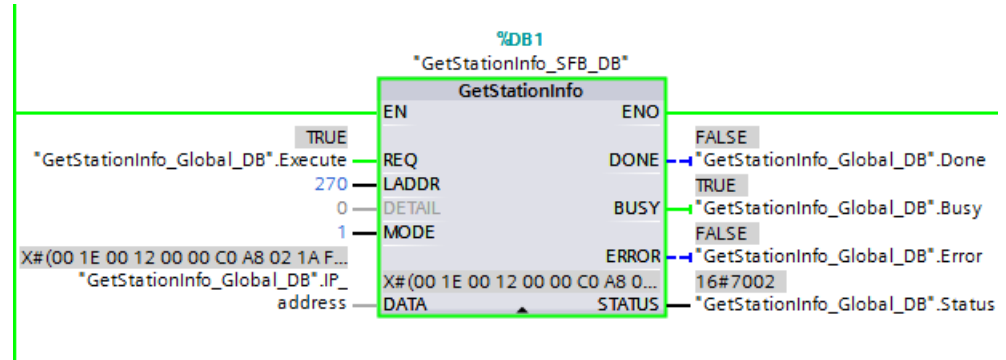 %DB1
"GetStationInfo_SFB_DB"
GetStationInfo
EN ENO
TRUE FALSE
"GetStationInfo_Global_DB".Execute REQ DONE "GetStationInfo_Global_DB".Done
270 LADDR TRUE
0 DETAIL BUSY "GetStationInfo_Global_DB".Busy
1 MODE FALSE
X#(00 1E 00 12 00 00 C0 A8 02 1A F... ERROR "GetStationInfo_Global_DB".Error
"GetStationInfo_Global_DB".IP_ X#(00 1E 00 12 00 00 C0 A8 0... 16#7002
address DATA STATUS "GetStationInfo_Global_DB".Status